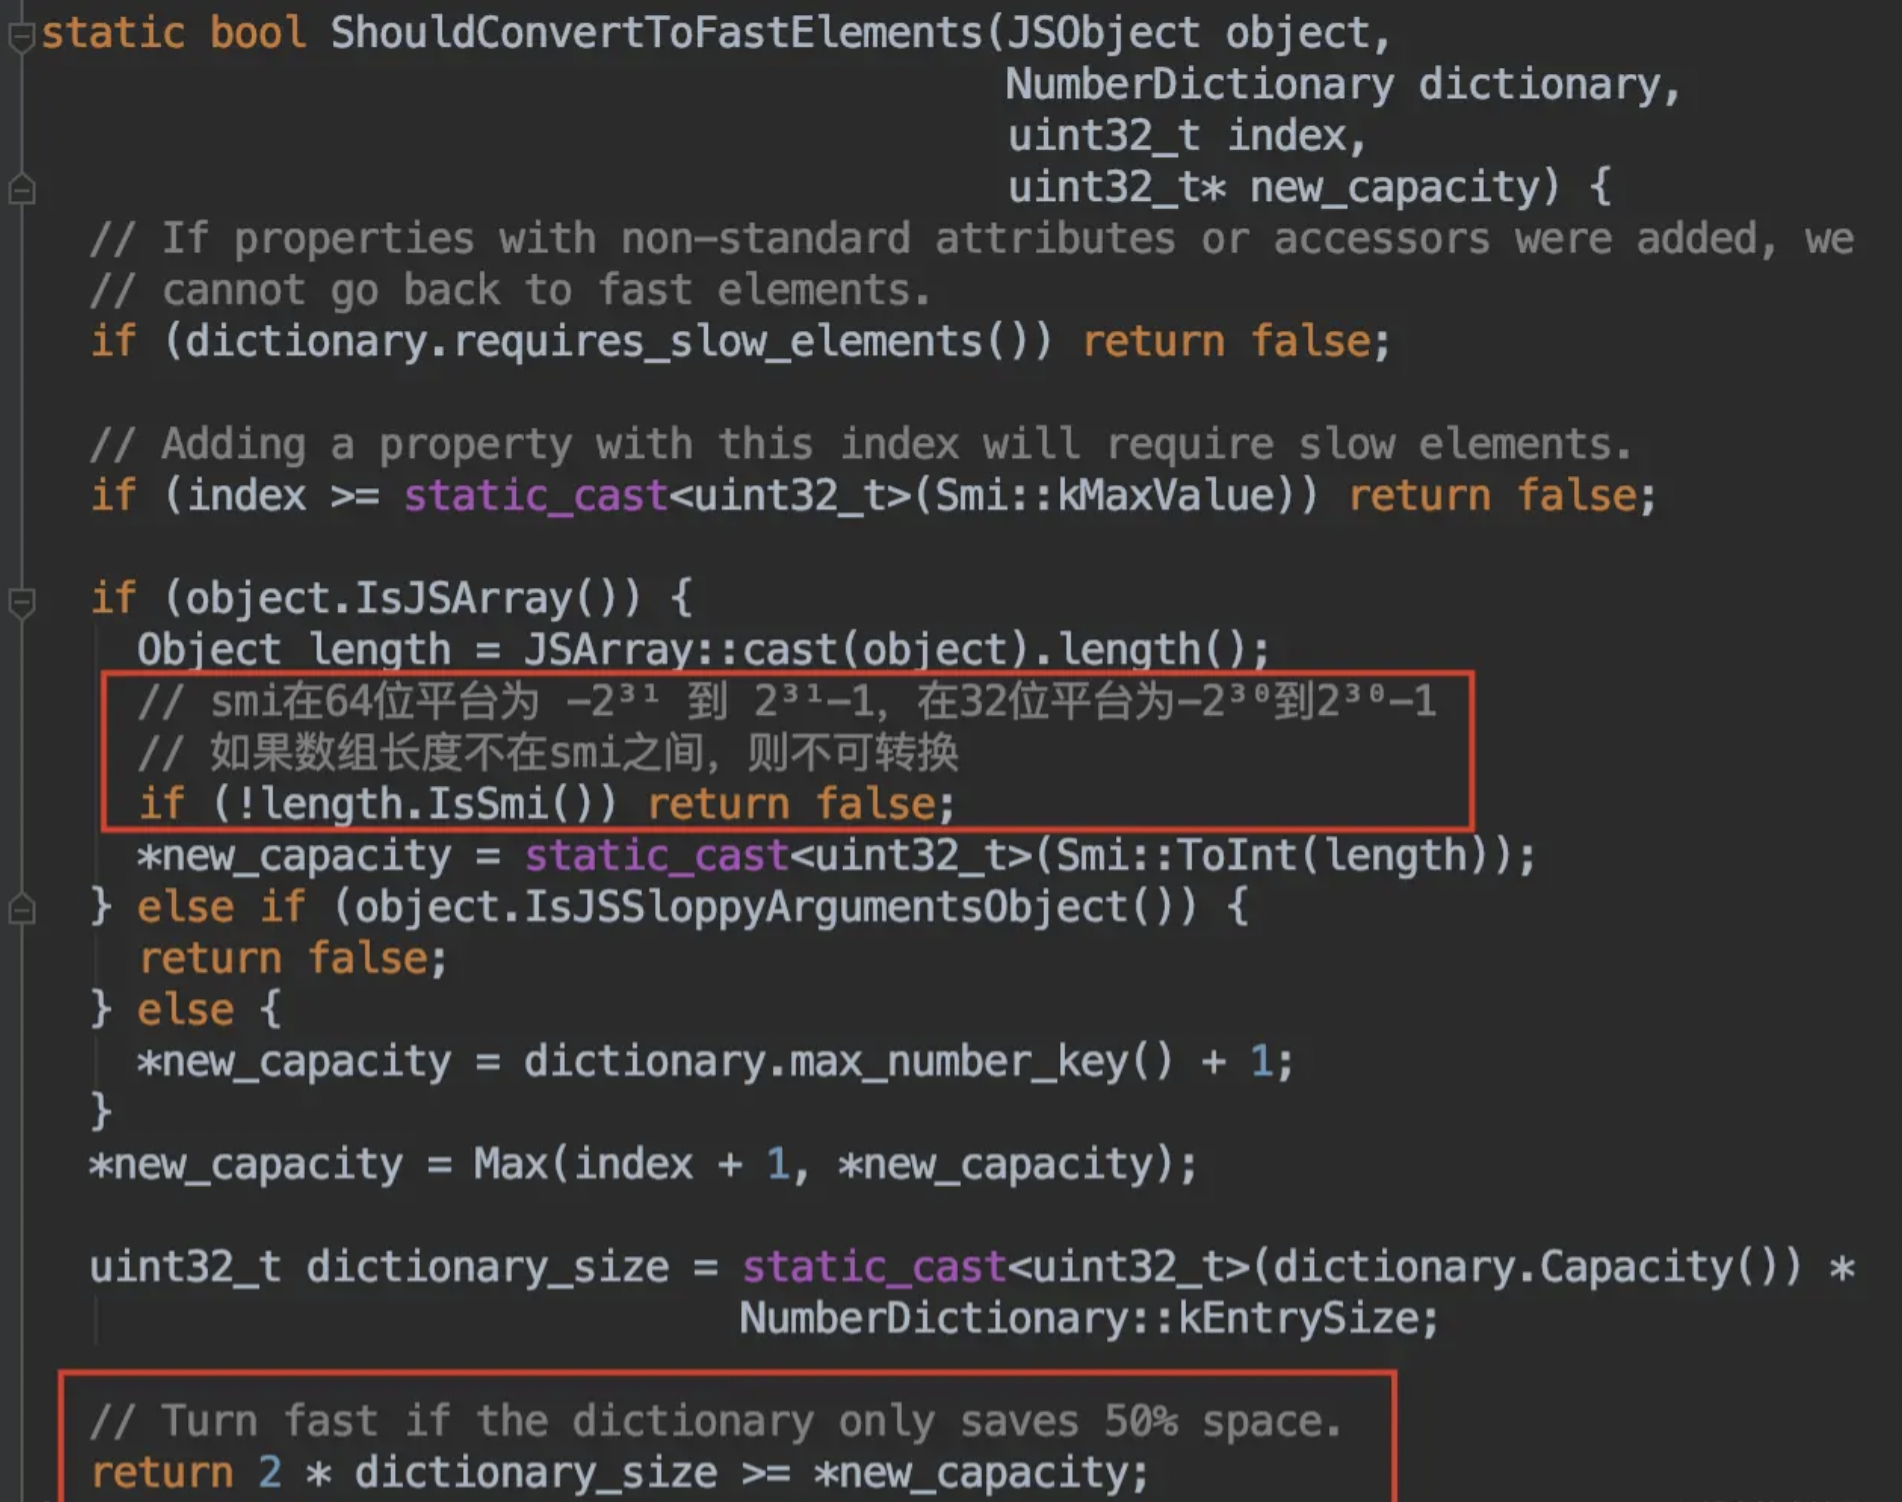 static bool ShouldConvertToFastElements(JSObject object,
NumberDictionary dictionary,
uint32_t index,
uint32_t* new_capacity) {
// If properties with non-standard attributes or accessors were added, we
// cannot go back to fast elements.
if (dictionary.requires_slow_elements()) return false;
// Adding a property with this index will require slow elements.
if (index >= static_cast<uint32_t>(Smi::kMaxValue)) return false;
if (object.IsJSArray()) {
Object length = JSArray::cast(object).length();
// smi在64位平台为 -2³¹ 到 2³¹-1, 在32位平台为-2³⁰到2³⁰-1
// 如果数组长度不在smi之间, 则不可转换
if (!length.IsSmi()) return false;
*new_capacity = static_cast<uint32_t>(Smi::ToInt(length));
} else if (object.IsJSSloppyArgumentsObject()) {
return false;
} else {
*new_capacity = dictionary.max_number_key() + 1;
}
*new_capacity = Max(index + 1, *new_capacity);
uint32_t dictionary_size = static_cast<uint32_t>(dictionary.Capacity()) *
NumberDictionary::kEntrySize;
// Turn fast if the dictionary only saves 50% space.
return 2 * dictionary_size >= *new_capacity;